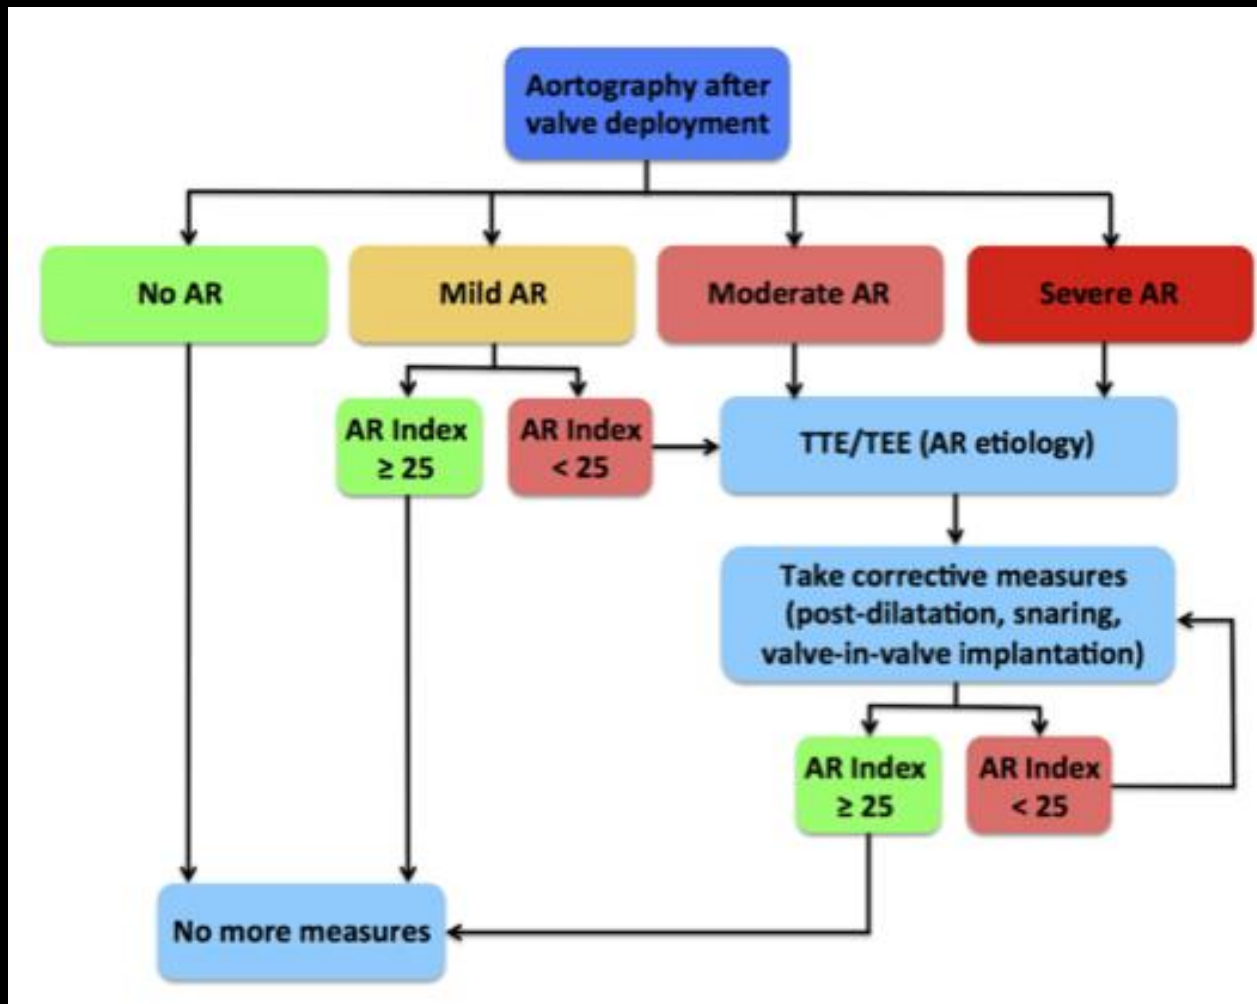 Aortography after
valve deployment
No AR
Mild AR
Moderate AR
Severe AR
AR Index
≥ 25
AR Index
< 25
TTE/TEE (AR etiology)
Take corrective measures
(post-dilatation, snaring,
valve-in-valve implantation)
AR Index
≥ 25
AR Index
< 25
No more measures